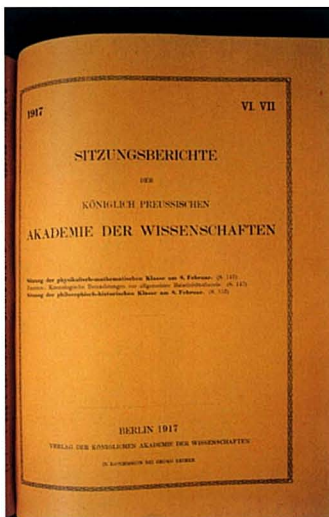 1917 VI. VII
SITZUNGSBERICHTE
DER
KÖNIGLICH PREUSSISCHEN
AKADEMIE DER WISSENSCHAFTEN
Sitzung der physikalisch-mathematischen Klasse am 8. Februar. (S. 141)
Kosmologische Betrachtungen zur allgemeinen Relativitätstheorie. (S. 142)
Sitzung der philosophisch-historischen Klasse am 8. Februar. (S.
BERLIN 1917
VERLAG DER KÖNIGLICHEN AKADEMIE DER WISSENSCHAFTEN
IN KOMMISSION BEI GEORG REIMER